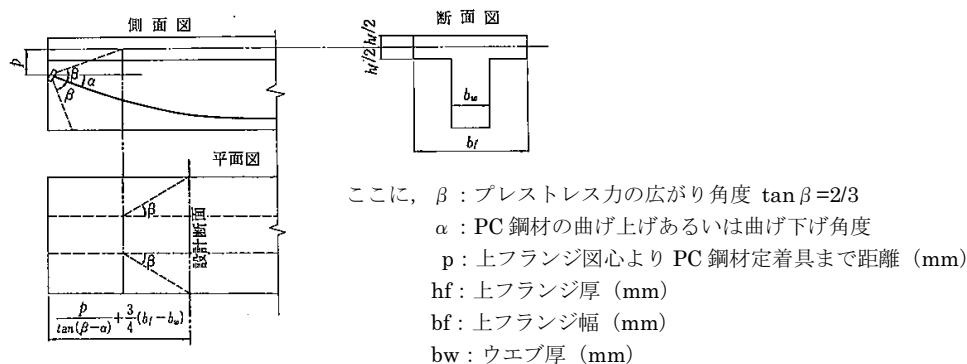 側面図
断面図
p
β
α
β
hf/2 hf/2
bw
bf
平面図
β
β
設計断面
p/tan(β-α)+3/4(bf-bw)
ここに, β：プレストレス力の広がり角度 tanβ=2/3
α：PC 鋼材の曲げ上げあるいは曲げ下げ角度
p：上フランジ図心より PC 鋼材定着具まで距離（mm）
hf：上フランジ厚（mm）
bf：上フランジ幅（mm）
bw：ウエブ厚（mm）